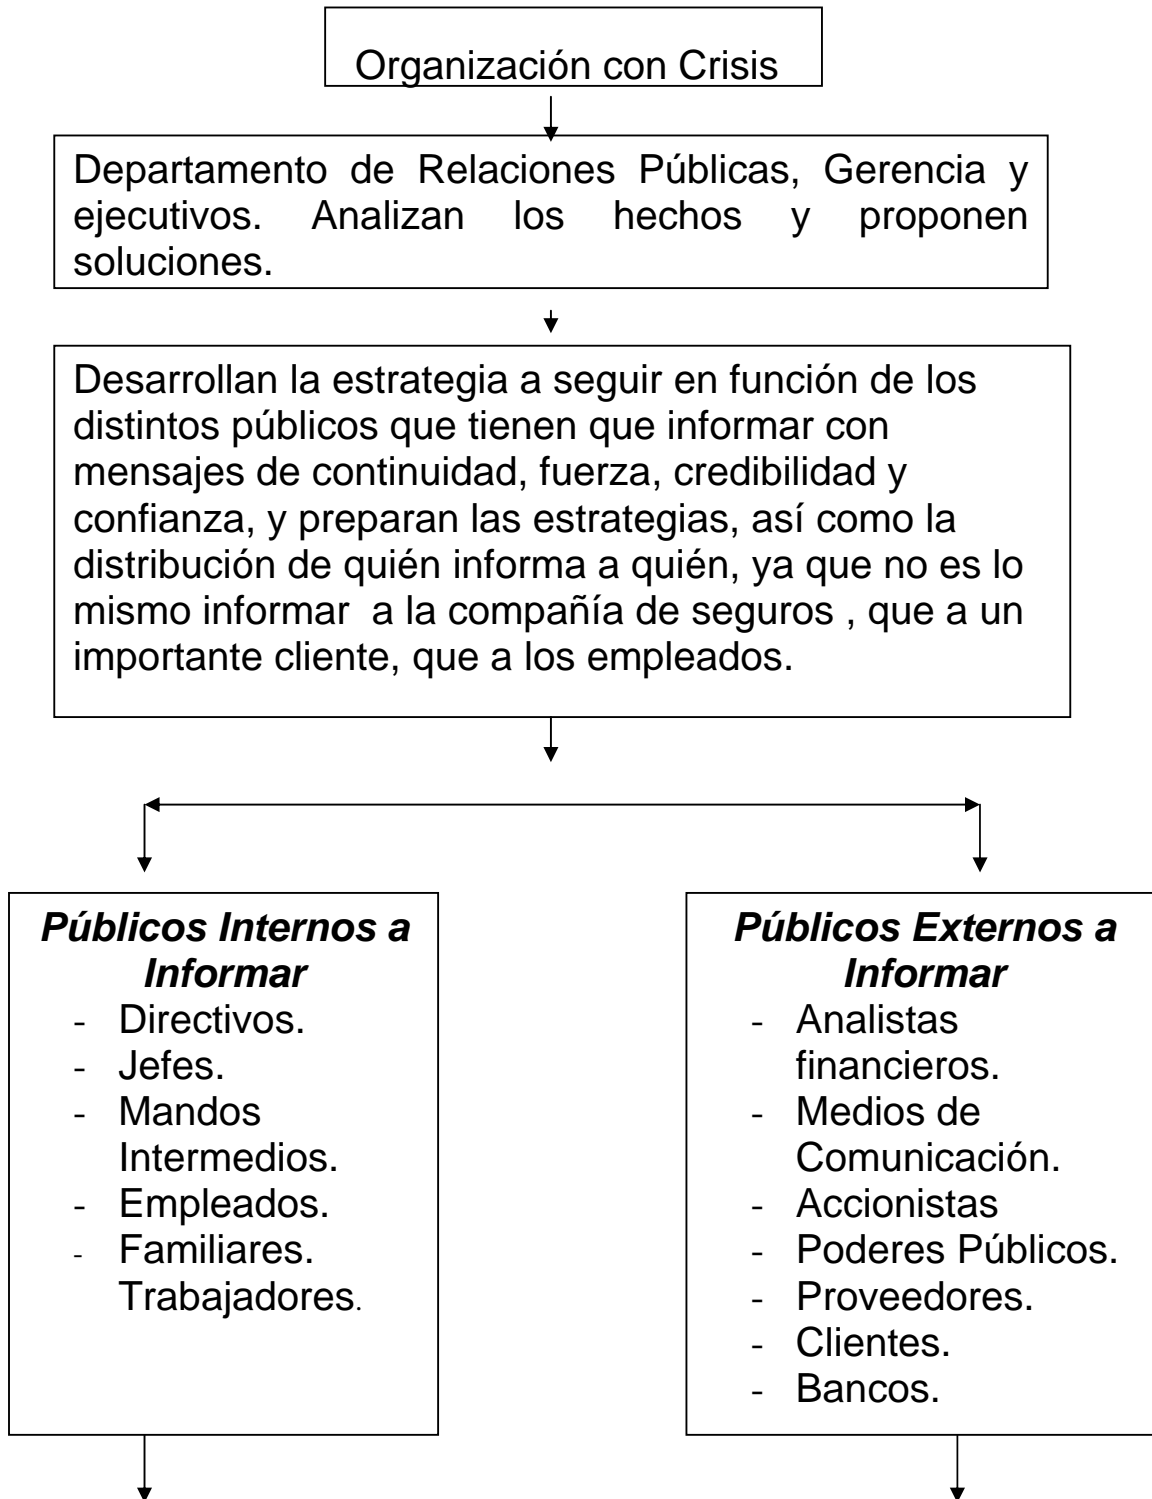 Organización con Crisis
Departamento de Relaciones Públicas, Gerencia y
ejecutivos. Analizan los hechos y proponen
soluciones.
Desarrollan la estrategia a seguir en función de los
distintos públicos que tienen que informar con
mensajes de continuidad, fuerza, credibilidad y
confianza, y preparan las estrategias, así como la
distribución de quién informa a quién, ya que no es lo
mismo informar  a la compañía de seguros , que a un
importante cliente, que a los empleados.
Públicos Internos a
Informar
- Directivos.
- Jefes.
- Mandos
Intermedios.
- Empleados.
- Familiares.
Trabajadores.
Públicos Externos a
Informar
- Analistas
financieros.
- Medios de
Comunicación.
- Accionistas
- Poderes Públicos.
- Proveedores.
- Clientes.
- Bancos.